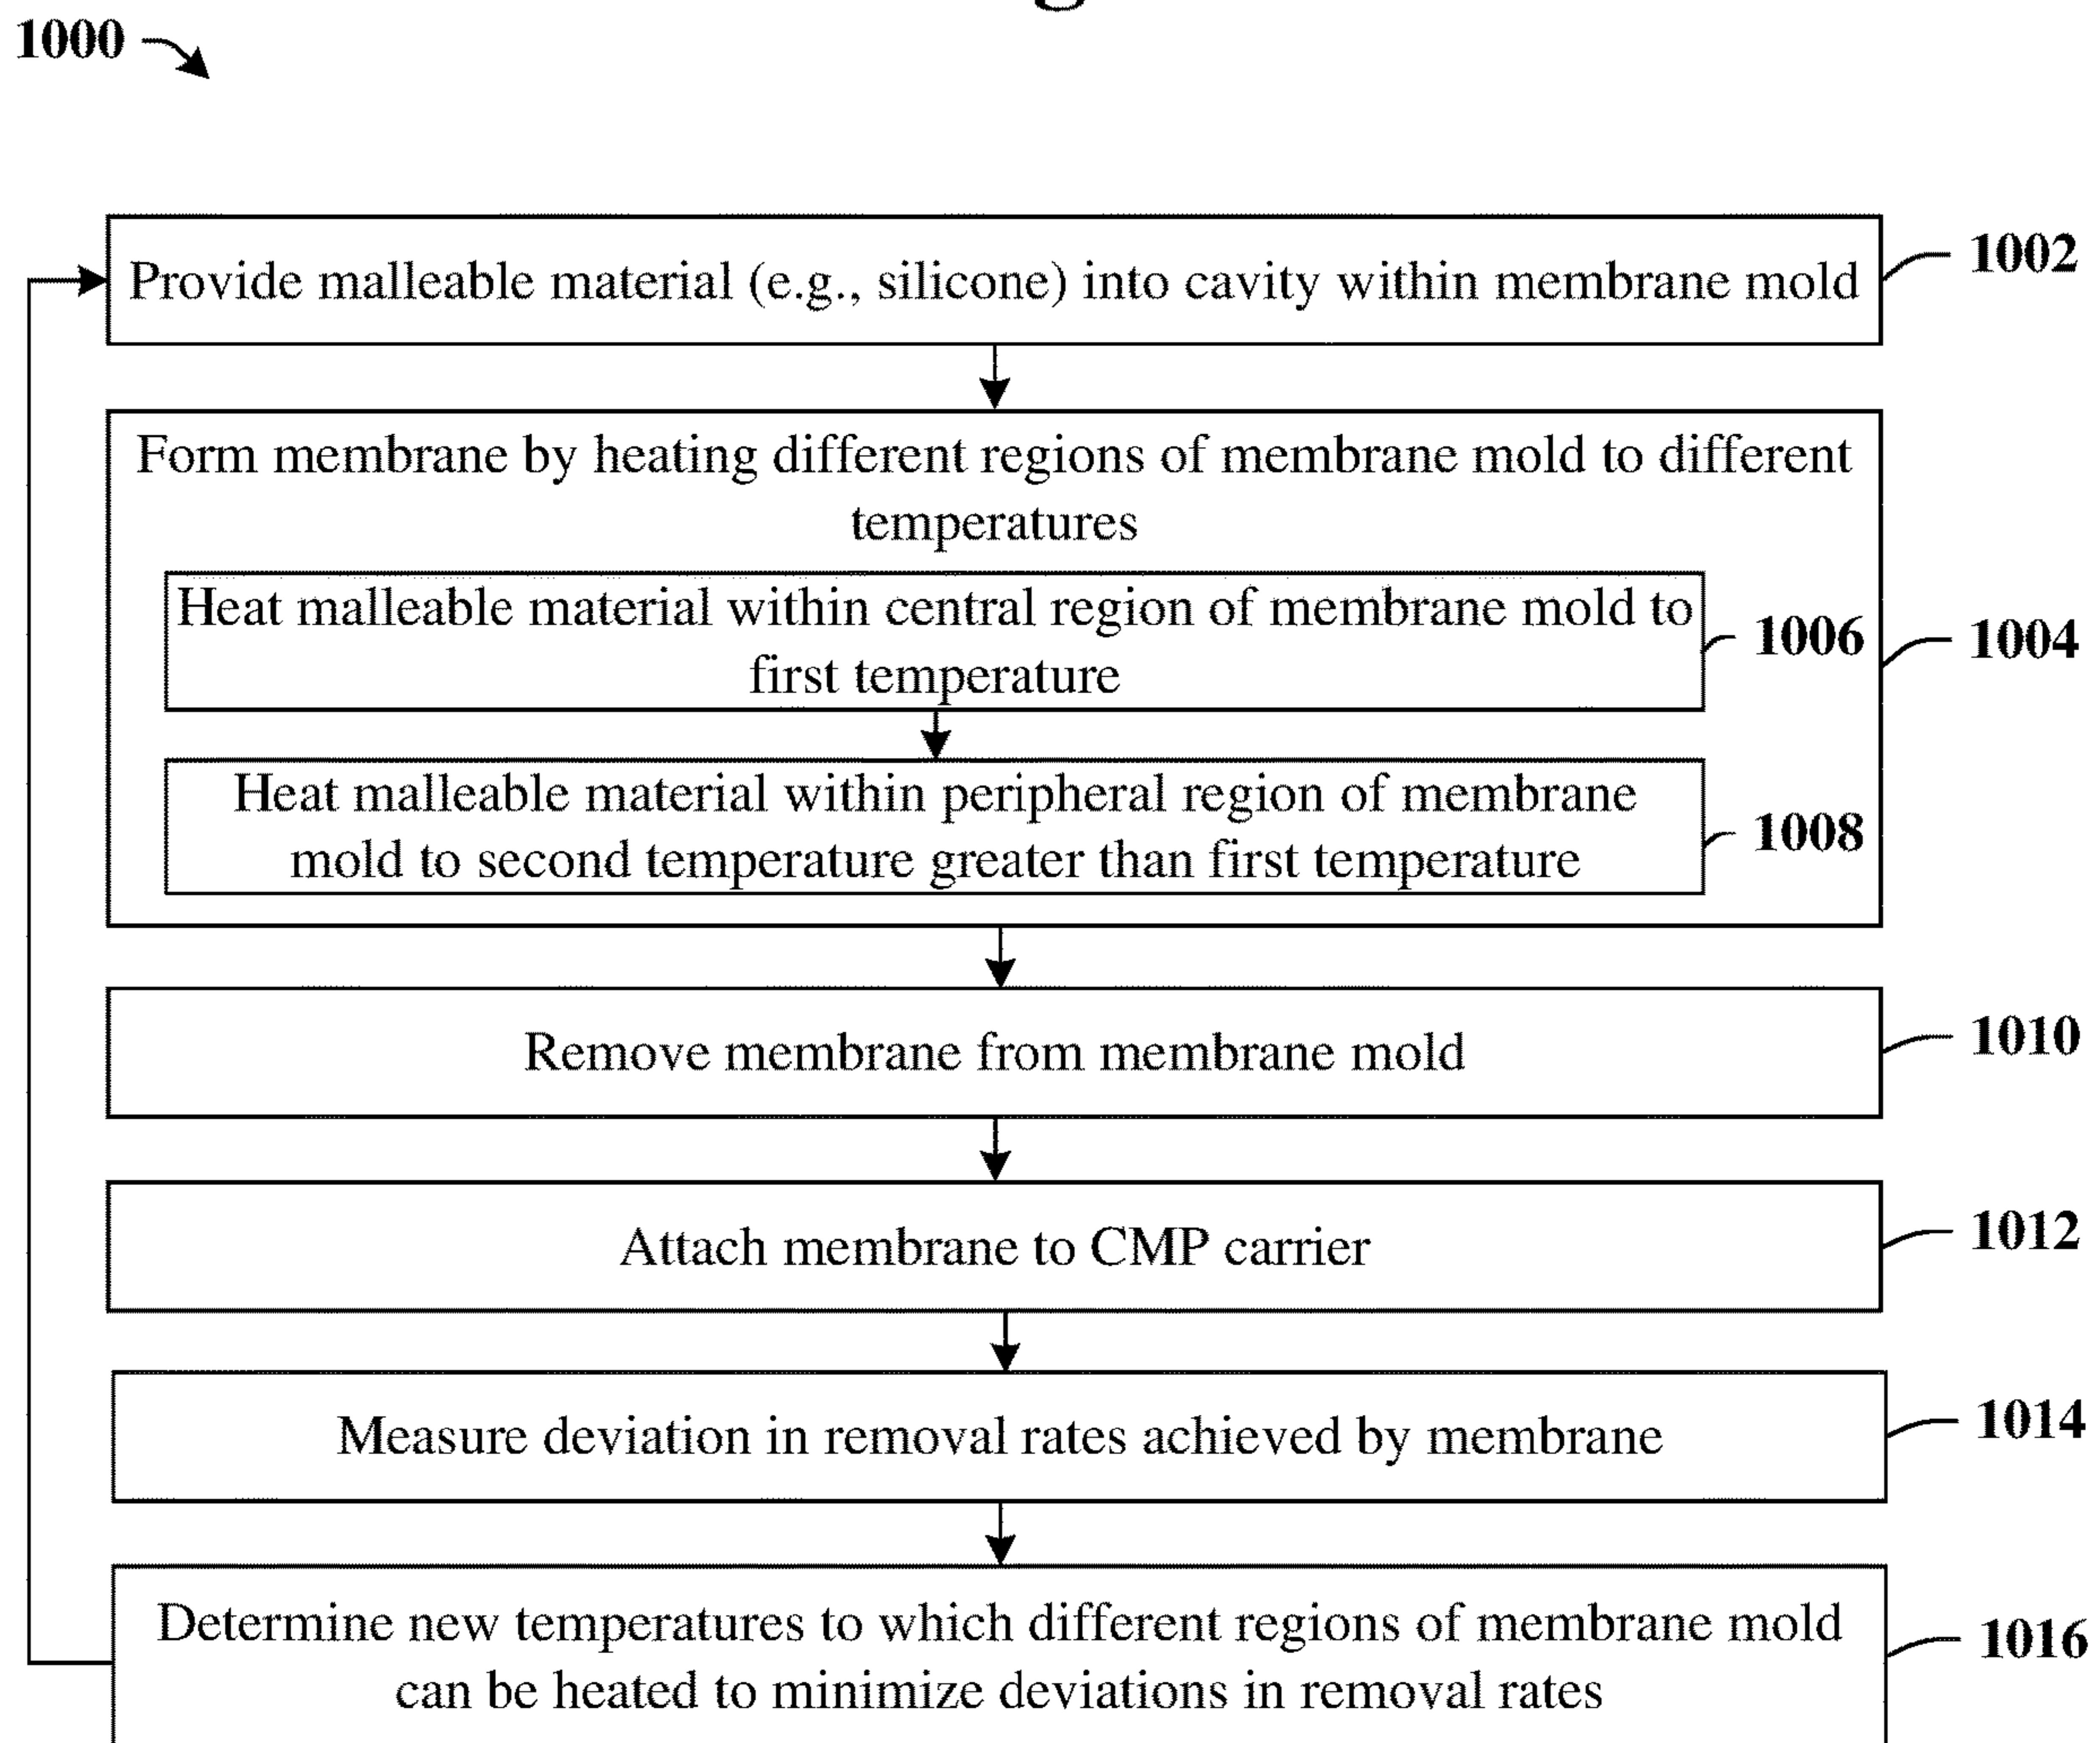 1000
Provide malleable material (e.g., silicone) into cavity within membrane mold
1002
Form membrane by heating different regions of membrane mold to different
temperatures
Heat malleable material within central region of membrane mold to
first temperature
1006
1004
Heat malleable material within peripheral region of membrane
mold to second temperature greater than first temperature
1008
Remove membrane from membrane mold
1010
Attach membrane to CMP carrier
1012
Measure deviation in removal rates achieved by membrane
1014
Determine new temperatures to which different regions of membrane mold
can be heated to minimize deviations in removal rates
1016